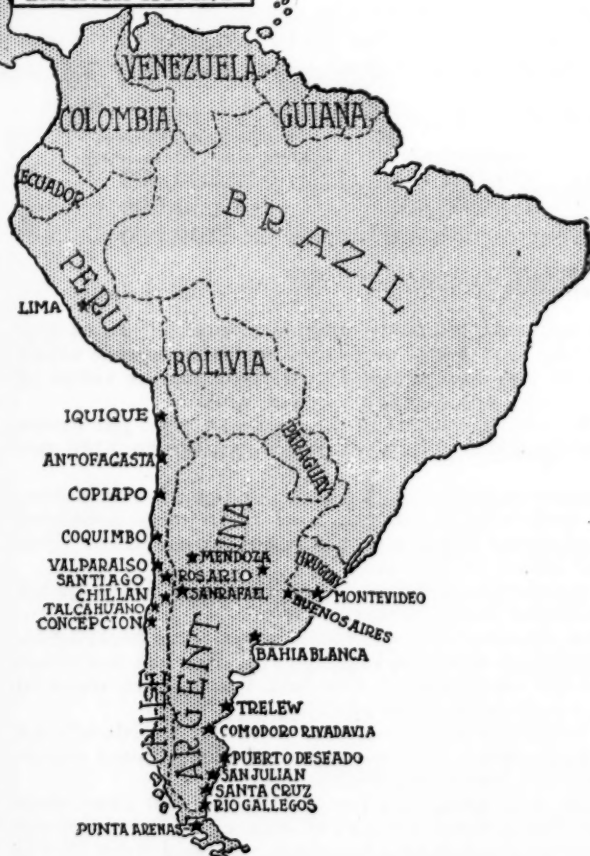 VENEZUELA
COLOMBIA
GUIANA
ECUADOR
BRAZIL
PERU
LIMA
BOLIVIA
IQUIQUE
PARAGUAY
ANTOFAGASTA
COPIAPO
COQUIMBO
MENDOZA
URUGUAY
VALPARAISO
ROSARIO
SANTIAGO
SANRAFAEL
CHILLAN
MONTEVIDEO
TALCAHUANO
BUENOS AIRES
CONCEPCION
BAHIA BLANCA
CHILE
ARGENTINA
TRELEW
COMODORO RIVADAVIA
PUERTO DESEADO
SAN JULIAN
SANTA CRUZ
RIO GALLEGOS
PUNTA ARENAS